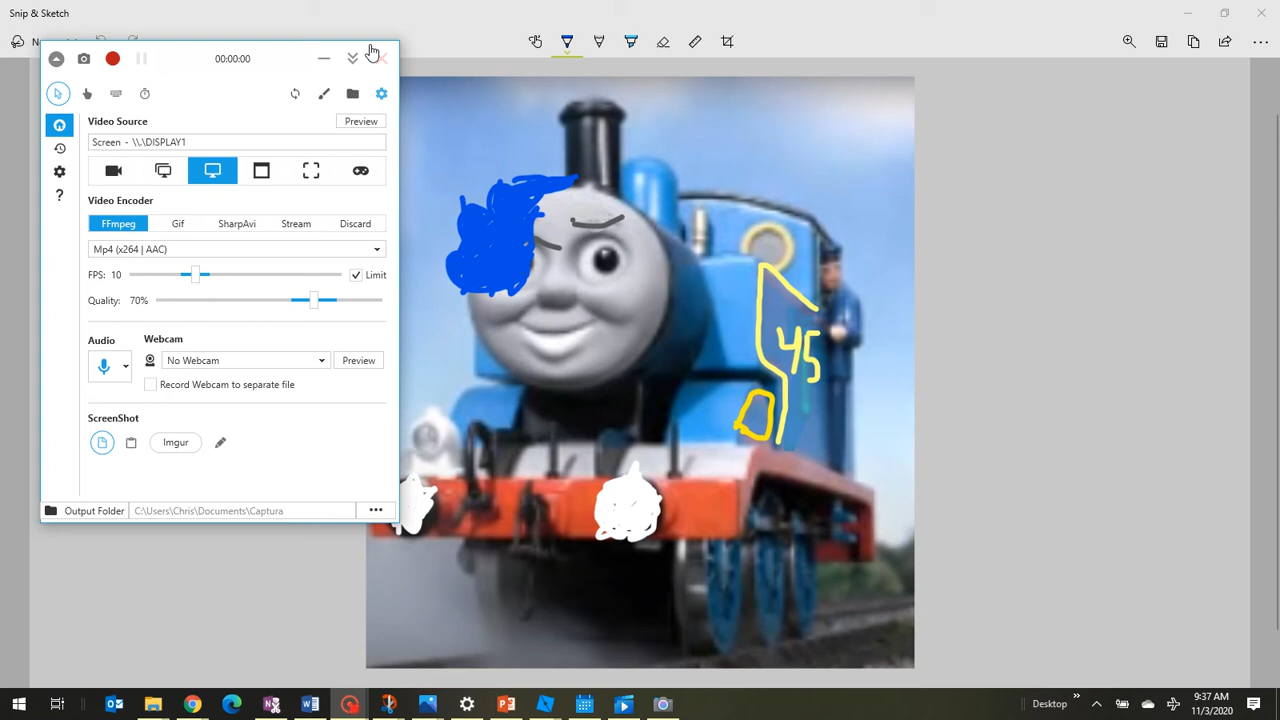 Snip & Sketch
00:00:00
Video Source
Preview
Screen - \\.\DISPLAY1
Video Encoder
FFmpeg
Gif
SharpAvi
Stream
Discard
Mp4 (x264 | AAC)
FPS: 10
Limit
Quality: 70%
Audio
Webcam
No Webcam
Preview
Record Webcam to separate file
ScreenShot
Imgur
Output Folder
C:\Users\Chris\Documents\Captura
45
Desktop
9:37 AM
11/3/2020